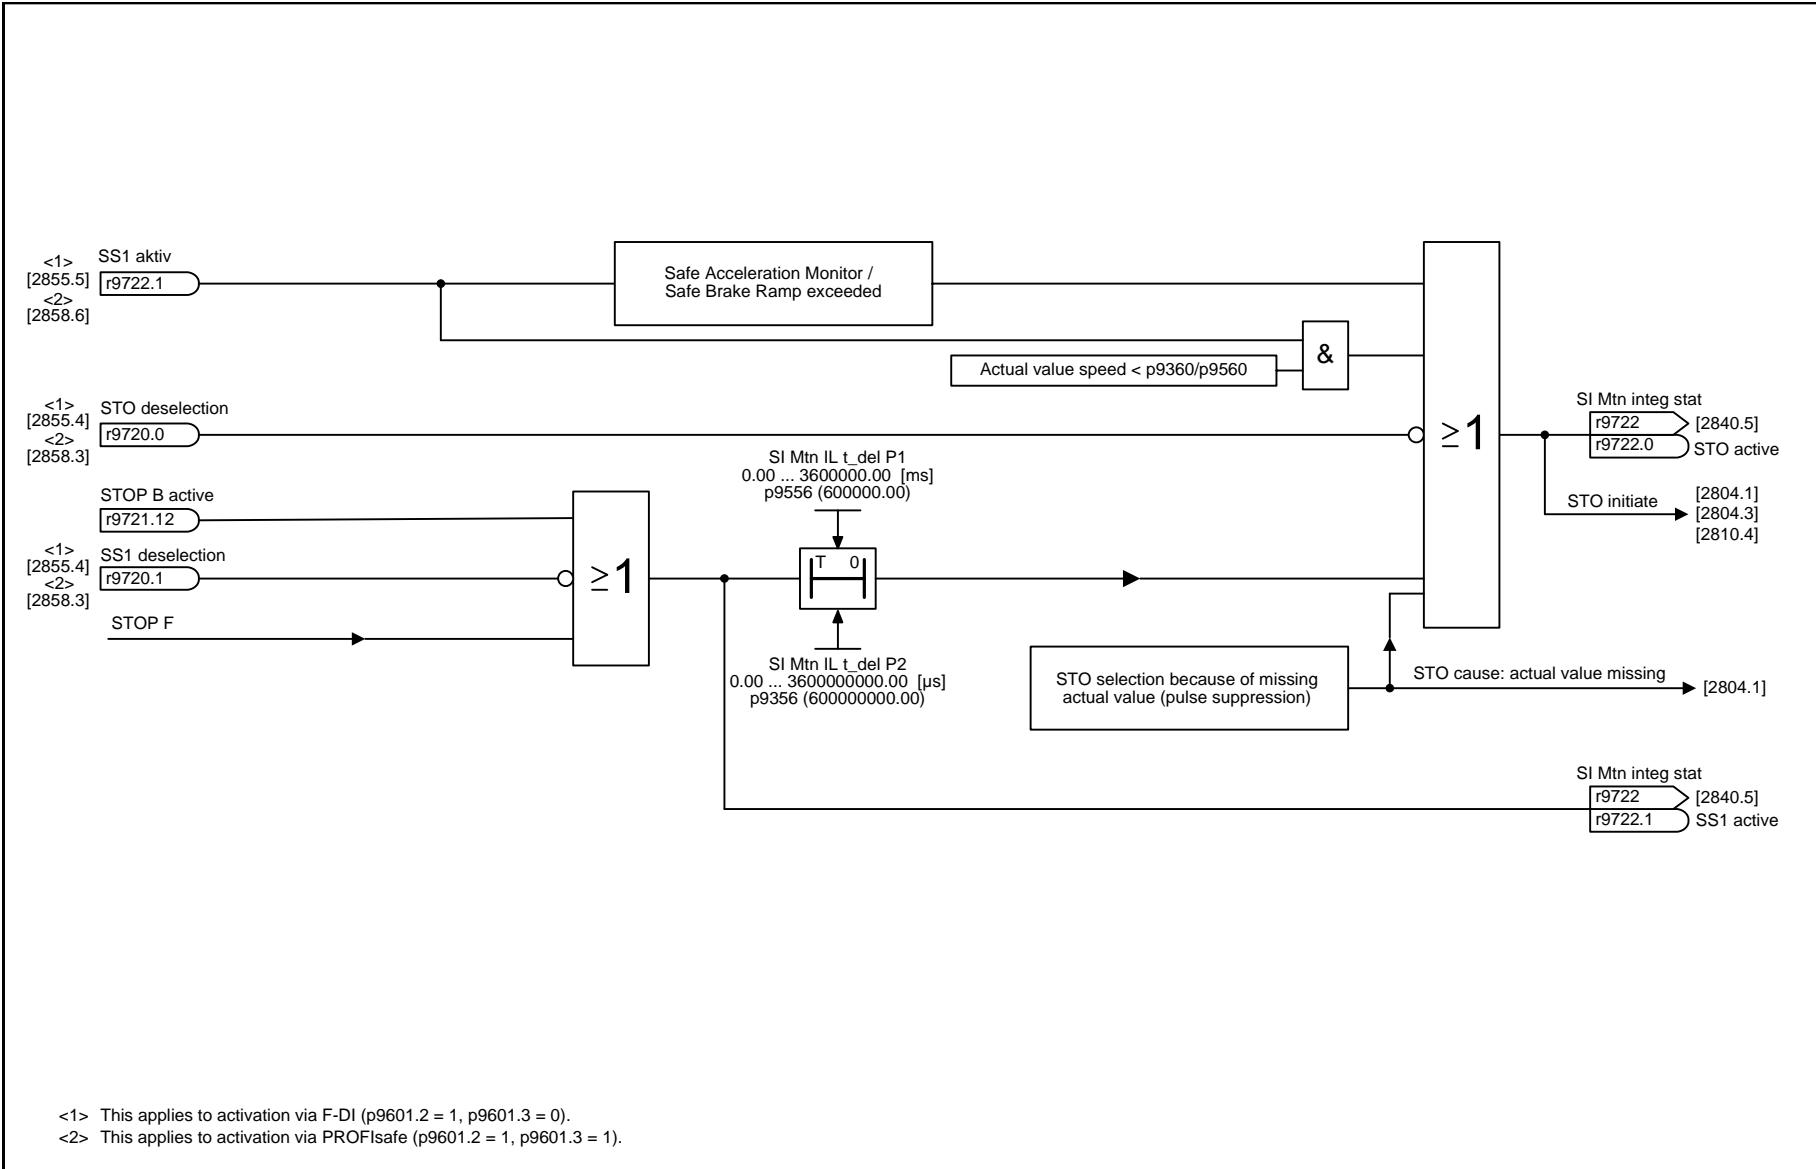 <1>
SS1 aktiv
[2855.5]
r9722.1
<2>
[2858.6]
Safe Acceleration Monitor /
Safe Brake Ramp exceeded
&
Actual value speed < p9360/p9560
<1>
STO deselection
[2855.4]
r9720.0
<2>
[2858.3]
≥1
SI Mtn integ stat
r9722
[2840.5]
r9722.0
STO active
STO initiate
[2804.1]
[2804.3]
[2810.4]
SI Mtn IL t_del P1
0.00 ... 3600000.00 [ms]
p9556 (600000.00)
STOP B active
r9721.12
<1>
SS1 deselection
[2855.4]
r9720.1
<2>
[2858.3]
≥1
T 0
STOP F
SI Mtn IL t_del P2
0.00 ... 3600000000.00 [µs]
p9356 (600000000.00)
STO selection because of missing
actual value (pulse suppression)
STO cause: actual value missing
[2804.1]
SI Mtn integ stat
r9722
[2840.5]
r9722.1
SS1 active
<1> This applies to activation via F-DI (p9601.2 = 1, p9601.3 = 0).
<2> This applies to activation via PROFIsafe (p9601.2 = 1, p9601.3 = 1).